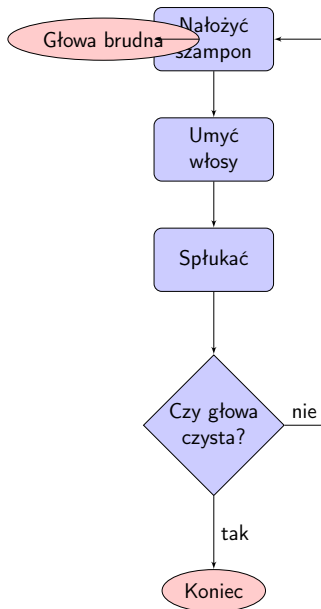 Głowa brudna
Nałożyć
szampon
Umyć
włosy
Spłukać
Czy głowa
czysta?
nie
tak
Koniec